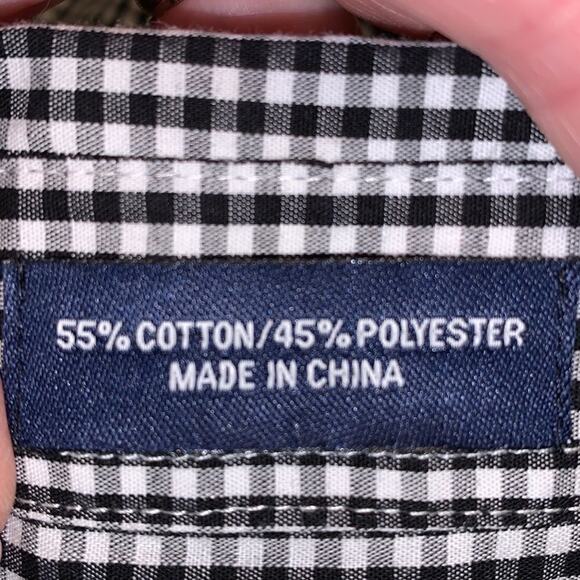 55% COTTON/45% POLYESTER
MADE IN CHINA